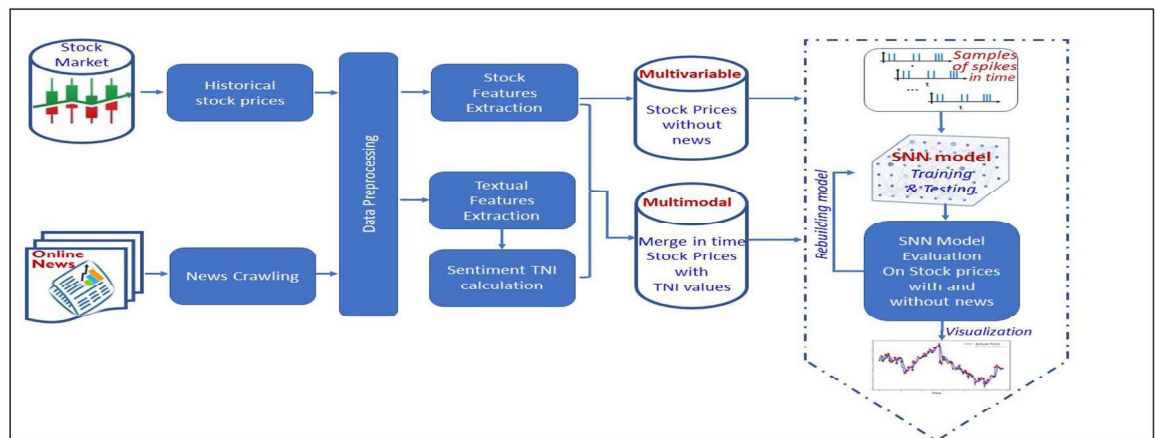 Stock
Market
Historical
stock prices
Online
News
News Crawling
Data Preprocessing
Stock
Features
Extraction
Textual
Features
Extraction
Sentiment TNI
calculation
Multivariable
Stock Prices
without
news
Multimodal
Merge in time
Stock Prices
with
TNI values
Samples
of spikes
in time
...
SNN model
Training
& Testing
Rebuilding model
SNN Model
Evaluation
On Stock prices
with and
without news
Visualization